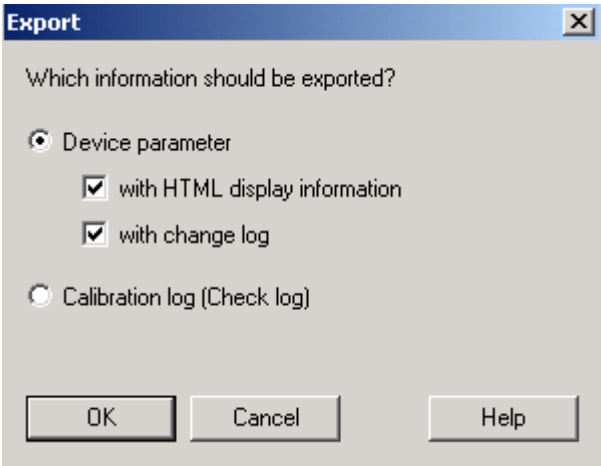 Export
Which information should be exported?
Device parameter
with HTML display information
with change log
Calibration log (Check log)
OK Cancel Help